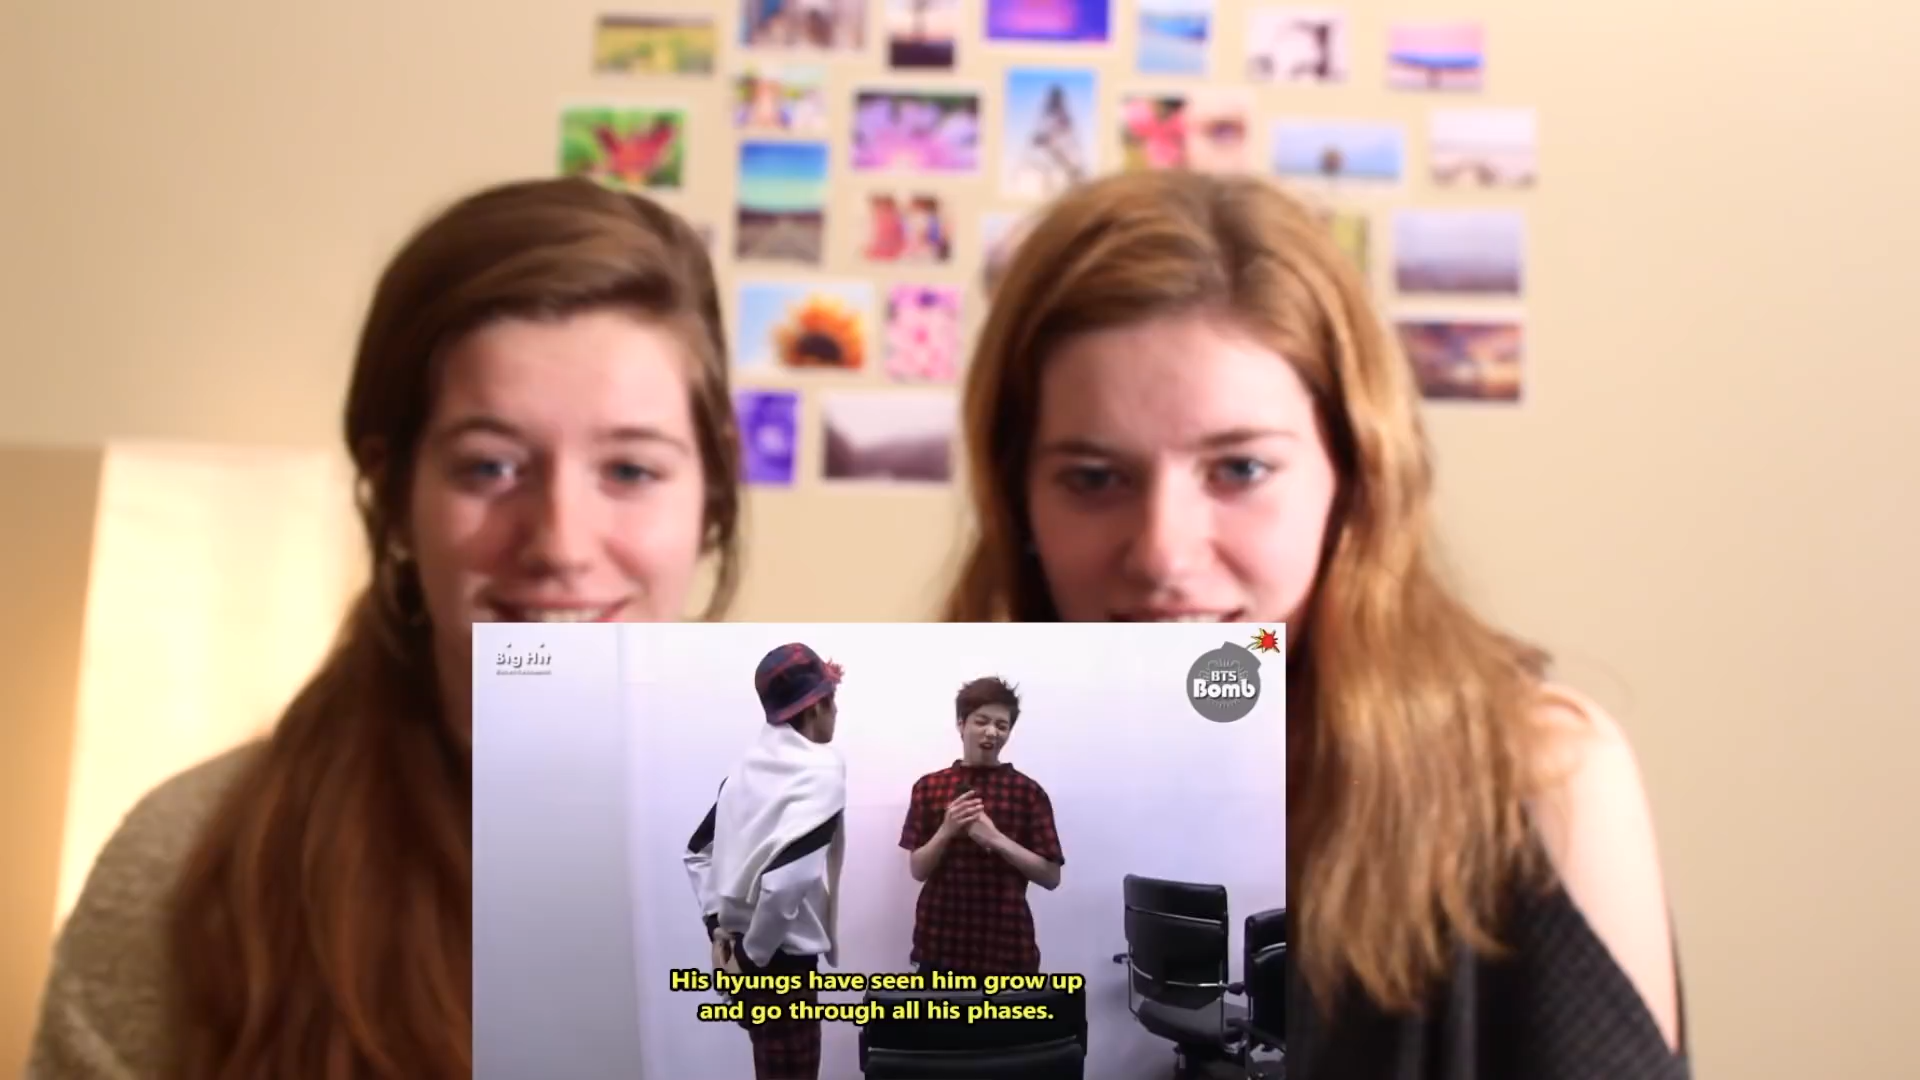 Big Hit
BTS
Bomb
His hyungs have seen him grow up
and go through all his phases.